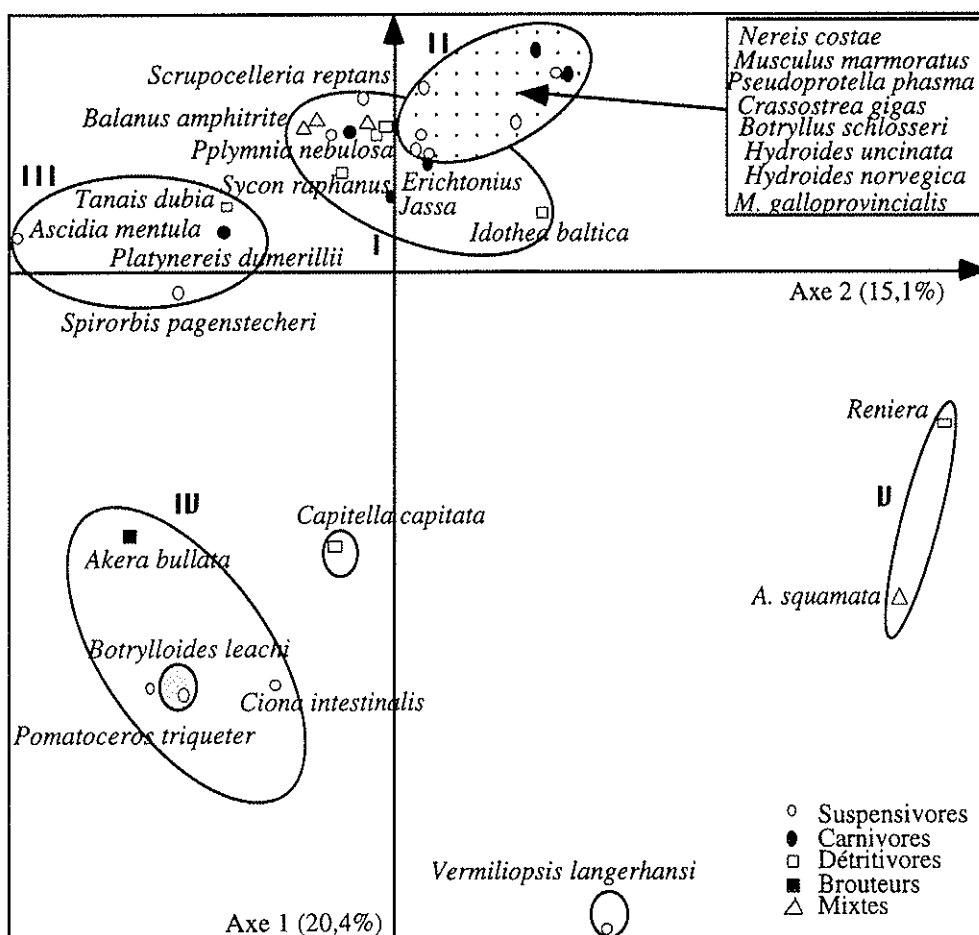 II
Nereis costae
Musculus marmoratus
Pseudoprotella phasma
Crassostrea gigas
Botryllus schlosseri
Hydroides uncinata
Hydroides norvegica
M. galloprovincialis
Scrupocelleria reptans
Balanus amphitrite
Pplymnia nebulosa
Sycon raphanus
Erichtonius
Jassa
Idothea baltica
I
III
Tanais dubia
Ascidia mentula
Platynereis dumerillii
Spirorbis pagenstecheri
Axe 2 (15,1%)
Reniera
V
A. squamata
IV
Akera bullata
Capitella capitata
Botrylloides leachi
Ciona intestinalis
Pomatoceros triqueter
Vermiliopsis langerhansi
Axe 1 (20,4%)
Suspensivores
Carnivores
Détritivores
Brouteurs
Mixtes